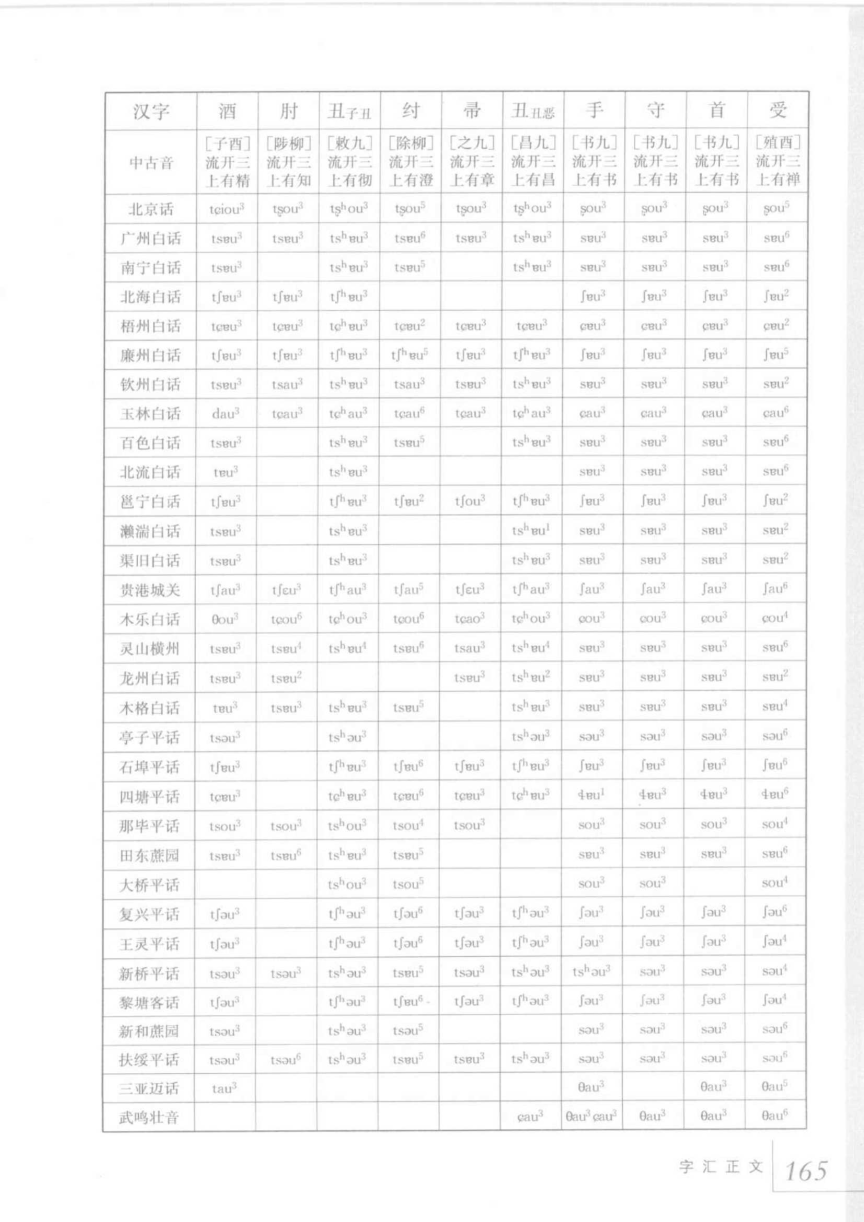 汉字 酒 肘 丑子丑 纣 帚 丑丑恶 手 守 首 受
中古音 [子酉]流开三上有精 [陟柳]流开三上有知 [敕九]流开三上有彻 [除柳]流开三上有澄 [之九]流开三上有章 [昌九]流开三上有昌 [书九]流开三上有书 [书九]流开三上有书 [书九]流开三上有书 [殖酉]流开三上有禅
北京话 tɕiou³ tʂou³ tʂʰou³ tʂou⁵ tʂou³ tʂʰou³ ʂou³ ʂou³ ʂou³ ʂou⁵
广州白话 tsɐu³ tsɐu³ tsʰɐu³ tsɐu⁶ tsɐu³ tsʰɐu³ sɐu³ sɐu³ sɐu³ sɐu⁶
南宁白话 tsɐu³ tsʰɐu³ tsɐu⁵ tsʰɐu³ sɐu³ sɐu³ sɐu³ sɐu⁶
北海白话 tʃɐu³ tʃɐu³ tʃʰɐu³ ʃɐu³ ʃɐu³ ʃɐu³ ʃɐu²
梧州白话 tɕɐu³ tɕɐu³ tɕʰɐu³ tɕɐu² tɕɐu³ tɕɐu³ ɕɐu³ ɕɐu³ ɕɐu³ ɕɐu²
廉州白话 tʃɐu³ tʃɐu³ tʃʰɐu³ tʃʰɐu⁵ tʃɐu³ tʃʰɐu³ ʃɐu³ ʃɐu³ ʃɐu³ ʃɐu⁵
钦州白话 tsɐu³ tsau³ tsʰɐu³ tsau³ tsɐu³ tsʰɐu³ sɐu³ sɐu³ sɐu³ sɐu²
玉林白话 dau³ tɕau³ tɕʰau³ tɕau⁶ tɕau³ tɕʰau³ ɕau³ ɕau³ ɕau³ ɕau⁶
百色白话 tsɐu³ tsʰɐu³ tsɐu⁵ tsʰɐu³ sɐu³ sɐu³ sɐu³ sɐu⁶
北流白话 tɐu³ tsʰɐu³ sɐu³ sɐu³ sɐu³ sɐu⁶
邕宁白话 tʃɐu³ tʃʰɐu³ tʃɐu² tʃou³ tʃʰɐu³ ʃɐu³ ʃɐu³ ʃɐu³ ʃɐu²
濑湍白话 tsɐu³ tsʰɐu³ tsʰɐu¹ sɐu³ sɐu³ sɐu³ sɐu²
渠旧白话 tsɐu³ tsʰɐu³ tsʰɐu³ sɐu³ sɐu³ sɐu³ sɐu²
贵港城关 tʃau³ tʃɛu³ tʃʰau³ tʃau⁵ tʃɛu³ tʃʰau³ ʃau³ ʃau³ ʃau³ ʃau⁶
木乐白话 θou³ tɕou⁶ tɕʰou³ tɕou⁶ tɕao³ tɕʰou³ ɕou³ ɕou³ ɕou³ ɕou⁴
灵山横州 tsɐu³ tsɐu⁴ tsʰɐu⁴ tsɐu⁶ tsau³ tsʰɐu⁴ sɐu³ sɐu³ sɐu³ sɐu⁶
龙州白话 tsɐu³ tsɐu² tsɐu³ tsʰɐu² sɐu³ sɐu³ sɐu³ sɐu²
木格白话 tɐu³ tsɐu³ tsʰɐu³ tsɐu⁵ tsʰɐu³ sɐu³ sɐu³ sɐu³ sɐu⁴
亭子平话 tsəu³ tsʰəu³ tsʰəu³ səu³ səu³ səu³ səu⁶
石埠平话 tʃɐu³ tʃʰɐu³ tʃɐu⁶ tʃɐu³ tʃʰɐu³ ʃɐu³ ʃɐu³ ʃɐu³ ʃɐu⁶
四塘平话 tɕɐu³ tɕʰɐu³ tɕɐu⁶ tɕɐu³ tɕʰɐu³ ɬɐu¹ ɬɐu³ ɬɐu³ ɬɐu⁶
那毕平话 tsou³ tsou³ tsʰou³ tsou⁴ tsou³ sou³ sou³ sou³ sou⁴
田东蔗园 tsɐu³ tsɐu⁶ tsʰɐu³ tsɐu⁵ sɐu³ sɐu³ sɐu³ sɐu⁶
大桥平话 tsʰou³ tsou⁵ sou³ sou³ sou⁴
复兴平话 tʃəu³ tʃʰəu³ tʃəu⁶ tʃəu³ tʃʰəu³ ʃəu³ ʃəu³ ʃəu³ ʃəu⁶
王灵平话 tʃəu³ tʃʰəu³ tʃəu⁶ tʃəu³ tʃʰəu³ ʃəu³ ʃəu³ ʃəu³ ʃəu⁴
新桥平话 tsəu³ tsəu³ tsʰəu³ tsɐu⁵ tsəu³ tsʰəu³ tsʰəu³ səu³ səu³ səu⁴
黎塘客话 tʃəu³ tʃʰəu³ tʃɐu⁶ tʃəu³ tʃʰəu³ ʃəu³ ʃəu³ ʃəu³ ʃəu⁴
新和蔗园 tsəu³ tsʰəu³ tsəu⁵ səu³ səu³ səu³ səu⁶
扶绥平话 tsəu³ tsəu⁶ tsʰəu³ tsɐu⁵ tsɐu³ tsʰəu³ səu³ səu³ səu³ səu⁶
三亚迈话 tau³ θau³ θau³ θau⁵
武鸣壮音 ɕau³ θau³ ɕau³ θau³ θau³ θau⁶
字汇正文 165